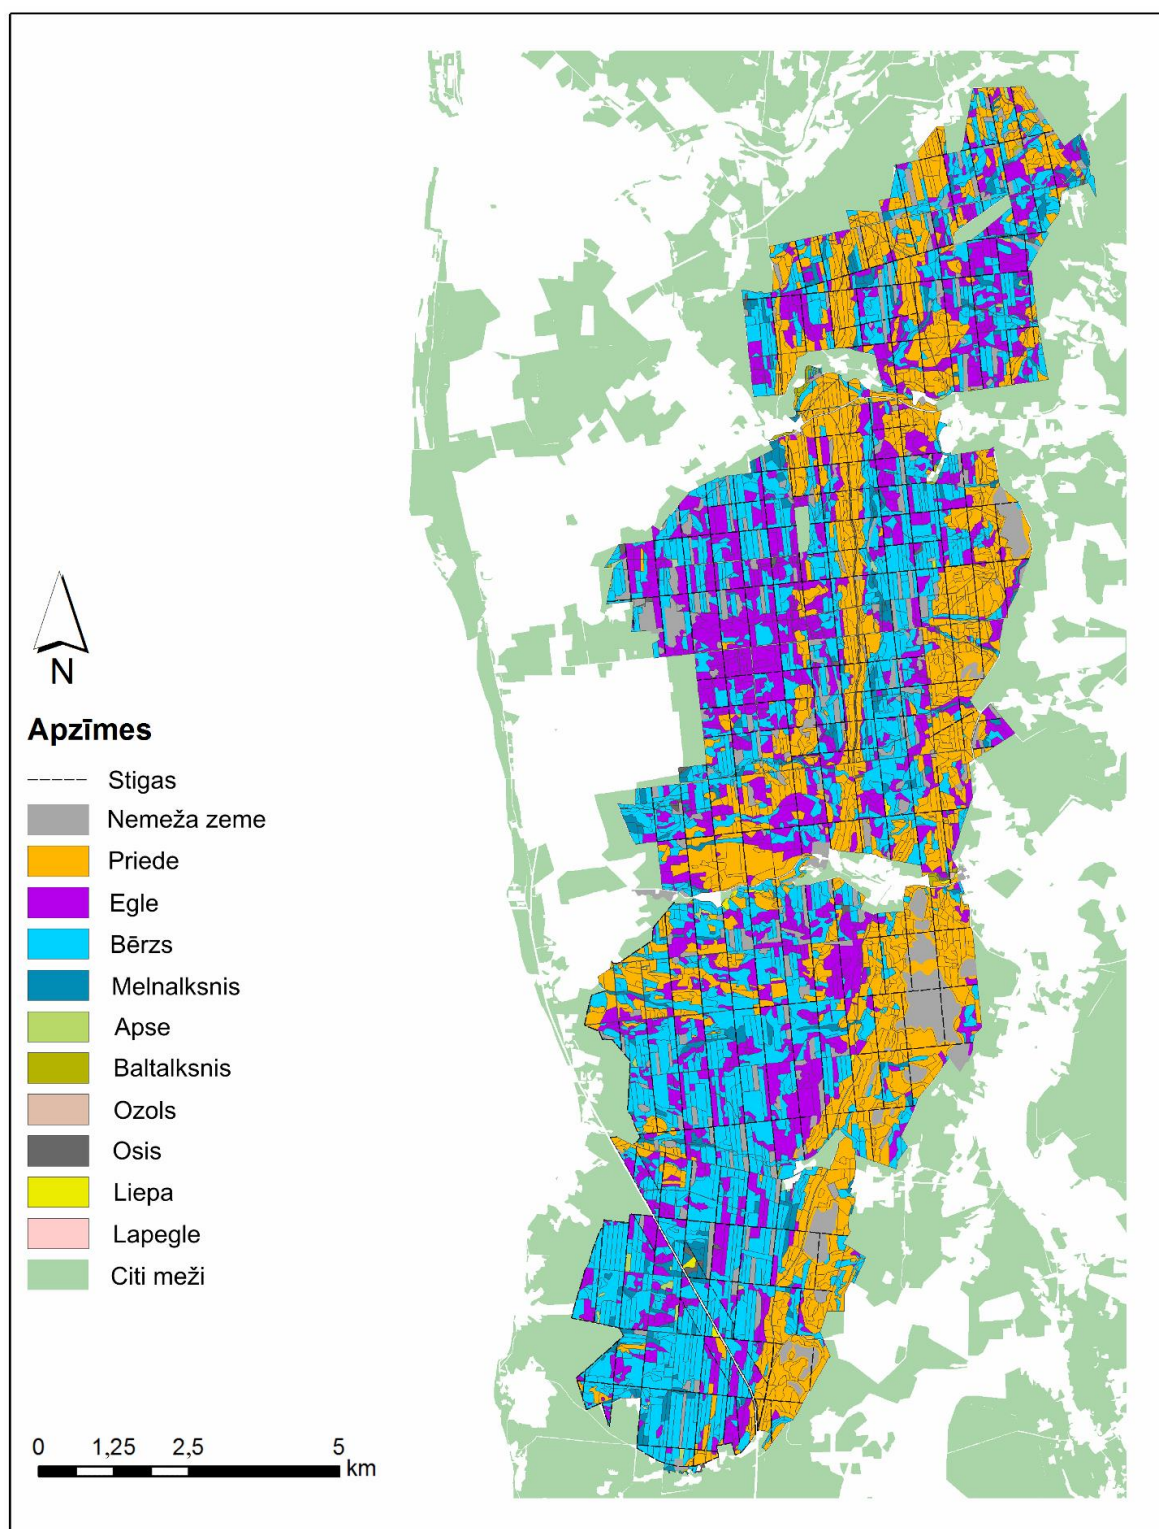 N
Apzīmes
Stigas
Nemeža zeme
Priede
Egle
Bērzs
Melnalksnis
Apse
Baltalksnis
Ozols
Osis
Liepa
Lapegle
Citi meži
0 1,25 2,5 5
km